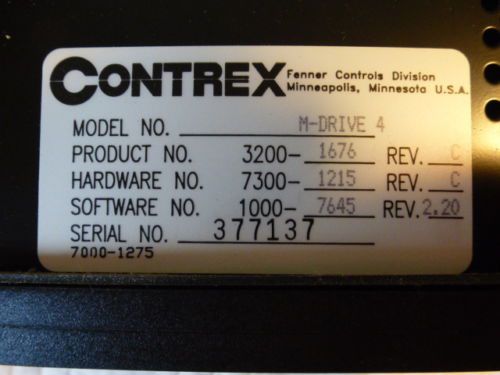 CONTREX Fenner Controls Division
Minneapolis, Minnesota U.S.A.
MODEL NO. M-DRIVE 4
PRODUCT NO. 3200-1676 REV. C
HARDWARE NO. 7300-1215 REV. C
SOFTWARE NO. 1000-7645 REV. 2.20
SERIAL NO. 377137
7000-1275